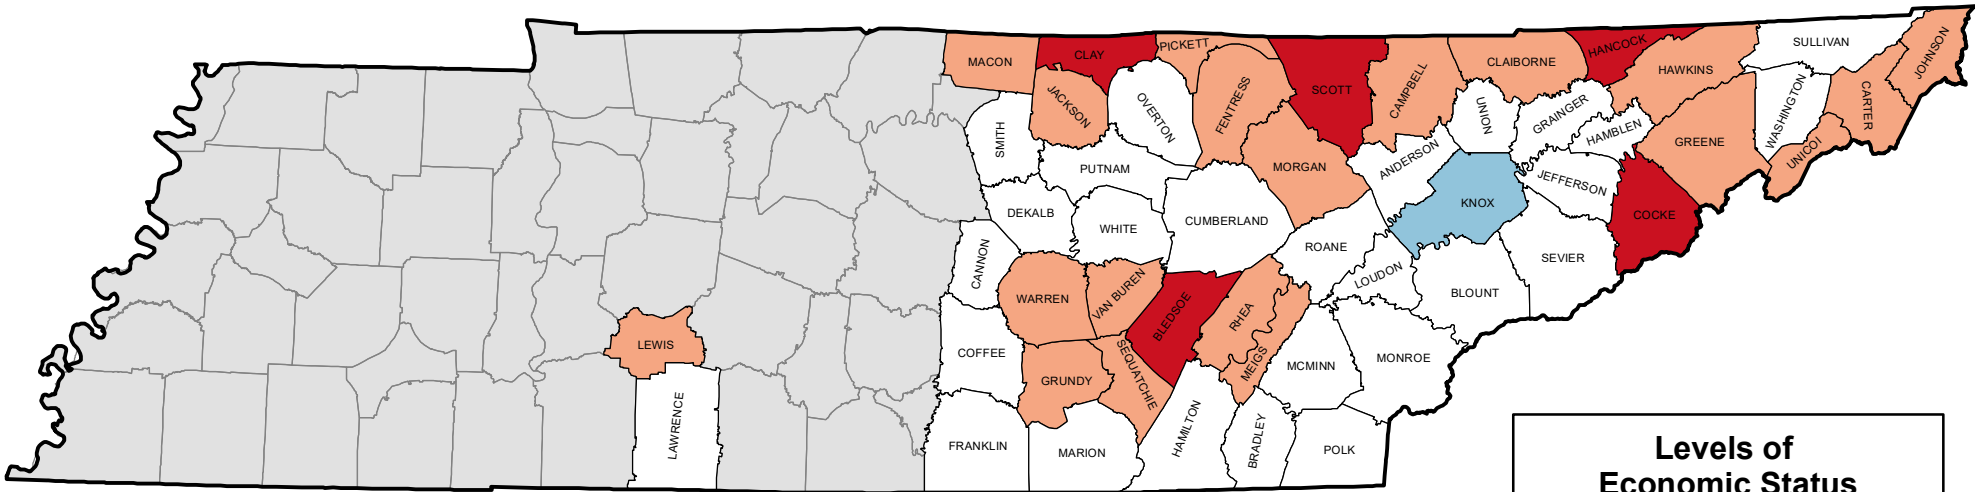 SULLIVAN
JOHNSON
PICKETT
HANCOCK
CLAY
MACON
CLAIBORNE
HAWKINS
SCOTT
CAMPBELL
CARTER
JACKSON
FENTRESS
OVERTON
UNION
GRAINGER
WASHINGTON
HAMBLEN
SMITH
GREENE
UNICOI
ANDERSON
MORGAN
PUTNAM
JEFFERSON
KNOX
DEKALB
COCKE
CUMBERLAND
WHITE
ROANE
SEVIER
CANNON
LOUDON
BLOUNT
VAN BUREN
WARREN
BLEDSOE
RHEA
LEWIS
COFFEE
MONROE
MEIGS
MCMINN
SEQUATCHIE
GRUNDY
LAWRENCE
HAMILTON
BRADLEY
FRANKLIN
POLK
MARION
Levels of
Economic Status